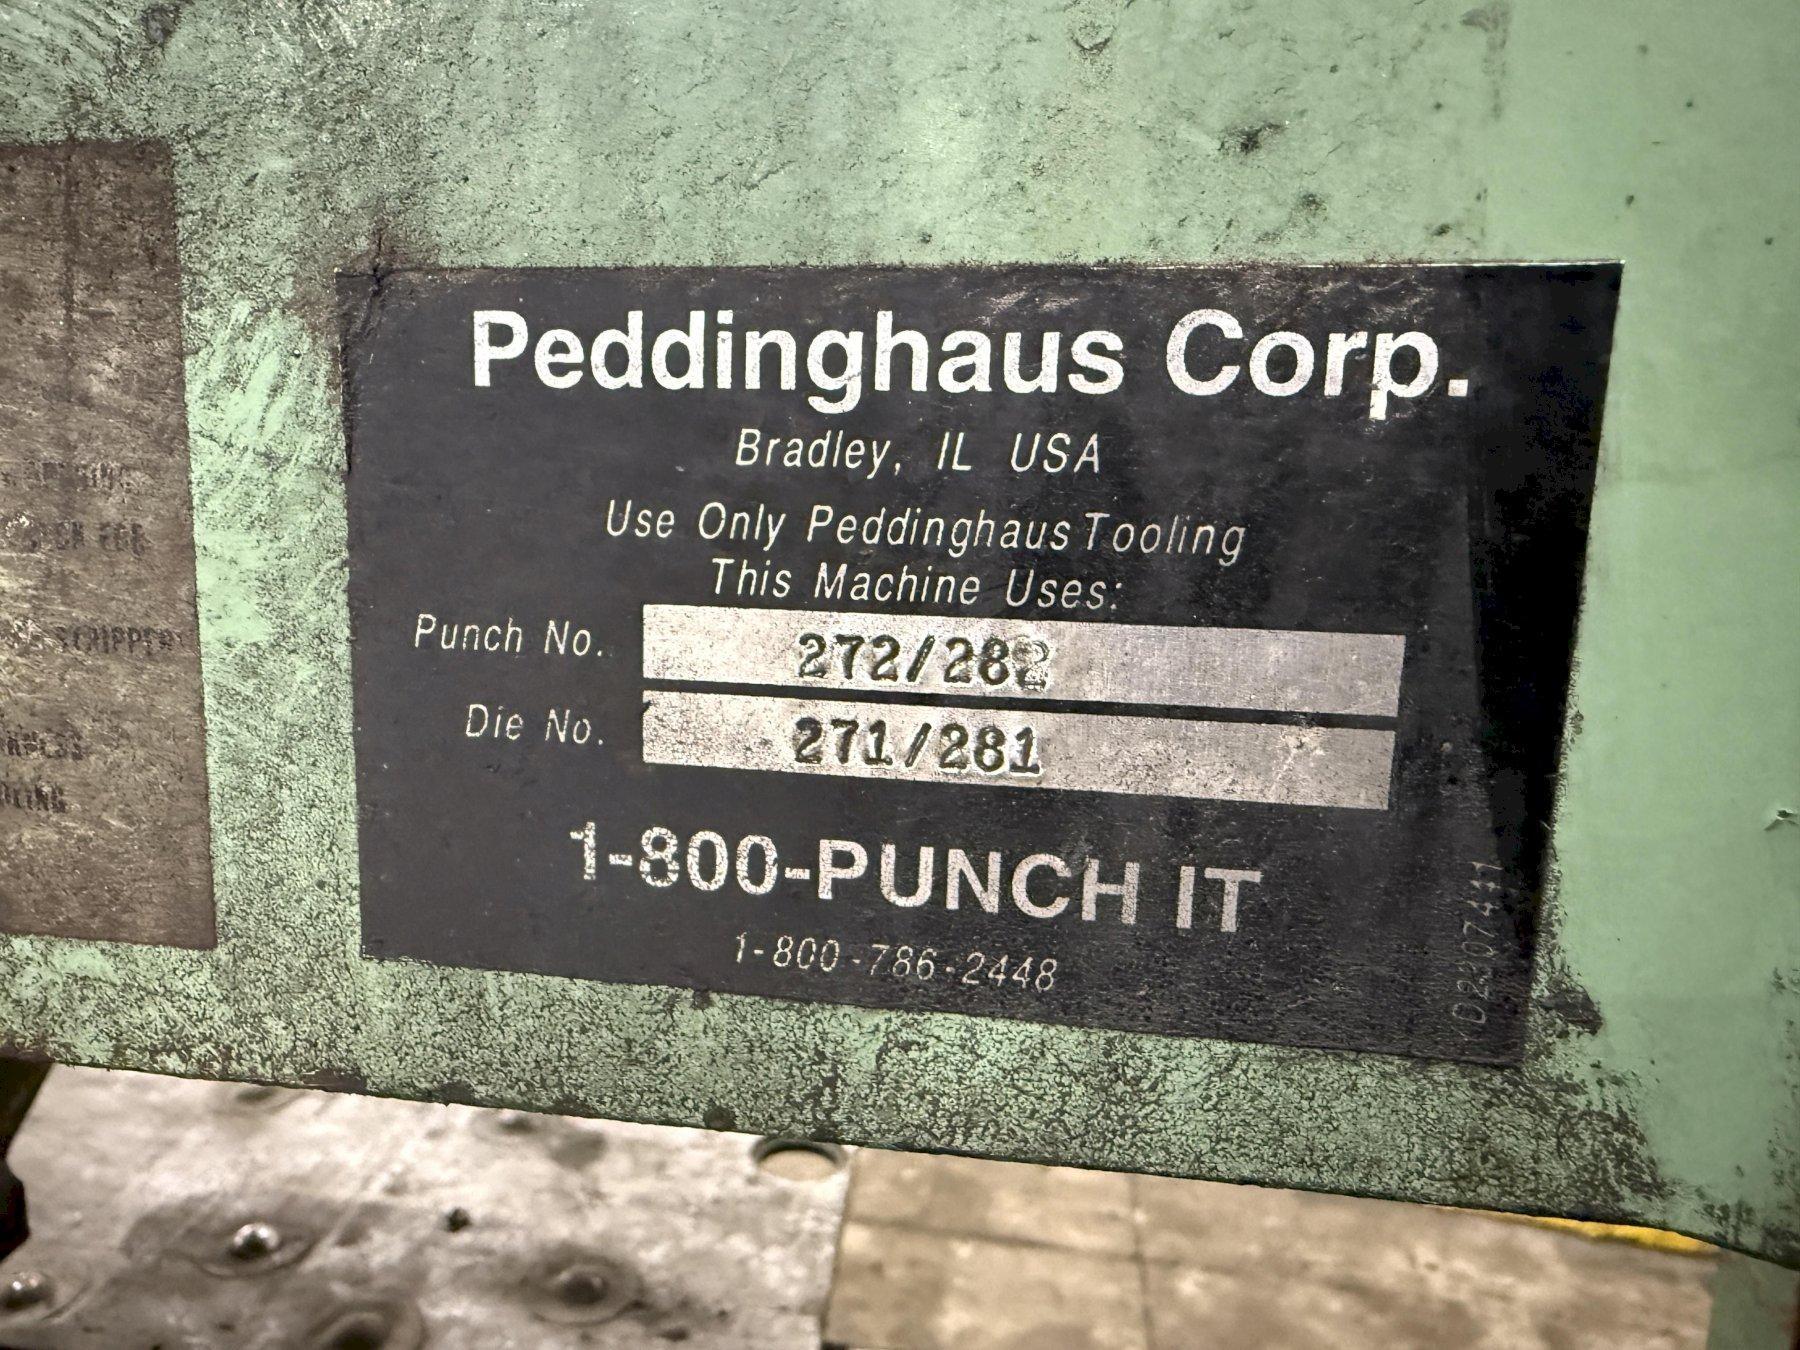 Peddinghaus Corp.
Bradley, IL USA
Use Only Peddinghaus Tooling
This Machine Uses:
Punch No. 272/282
Die No. 271/281
1-800-PUNCH IT
1-800-786-2448